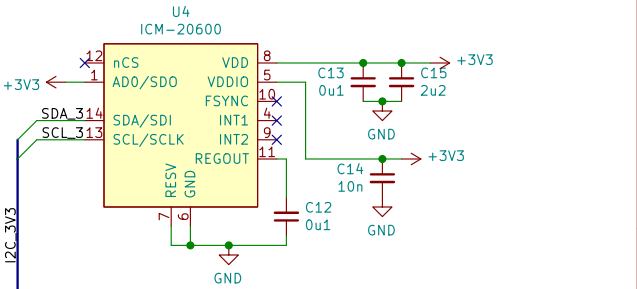 U4
ICM-20600
12 nCS VDD 8 +3V3
+3V3 1 AD0/SDO VDDIO 5 C13 C15
FSYNC 10 0u1 2u2
SDA_3 14 SDA/SDI INT1 4
GND
SCL_3 13 SCL/SCLK INT2 9
REGOUT 11 +3V3
C14
RESV GND 10n
7 6 C12
0u1
I2C_3V3 GND
GND